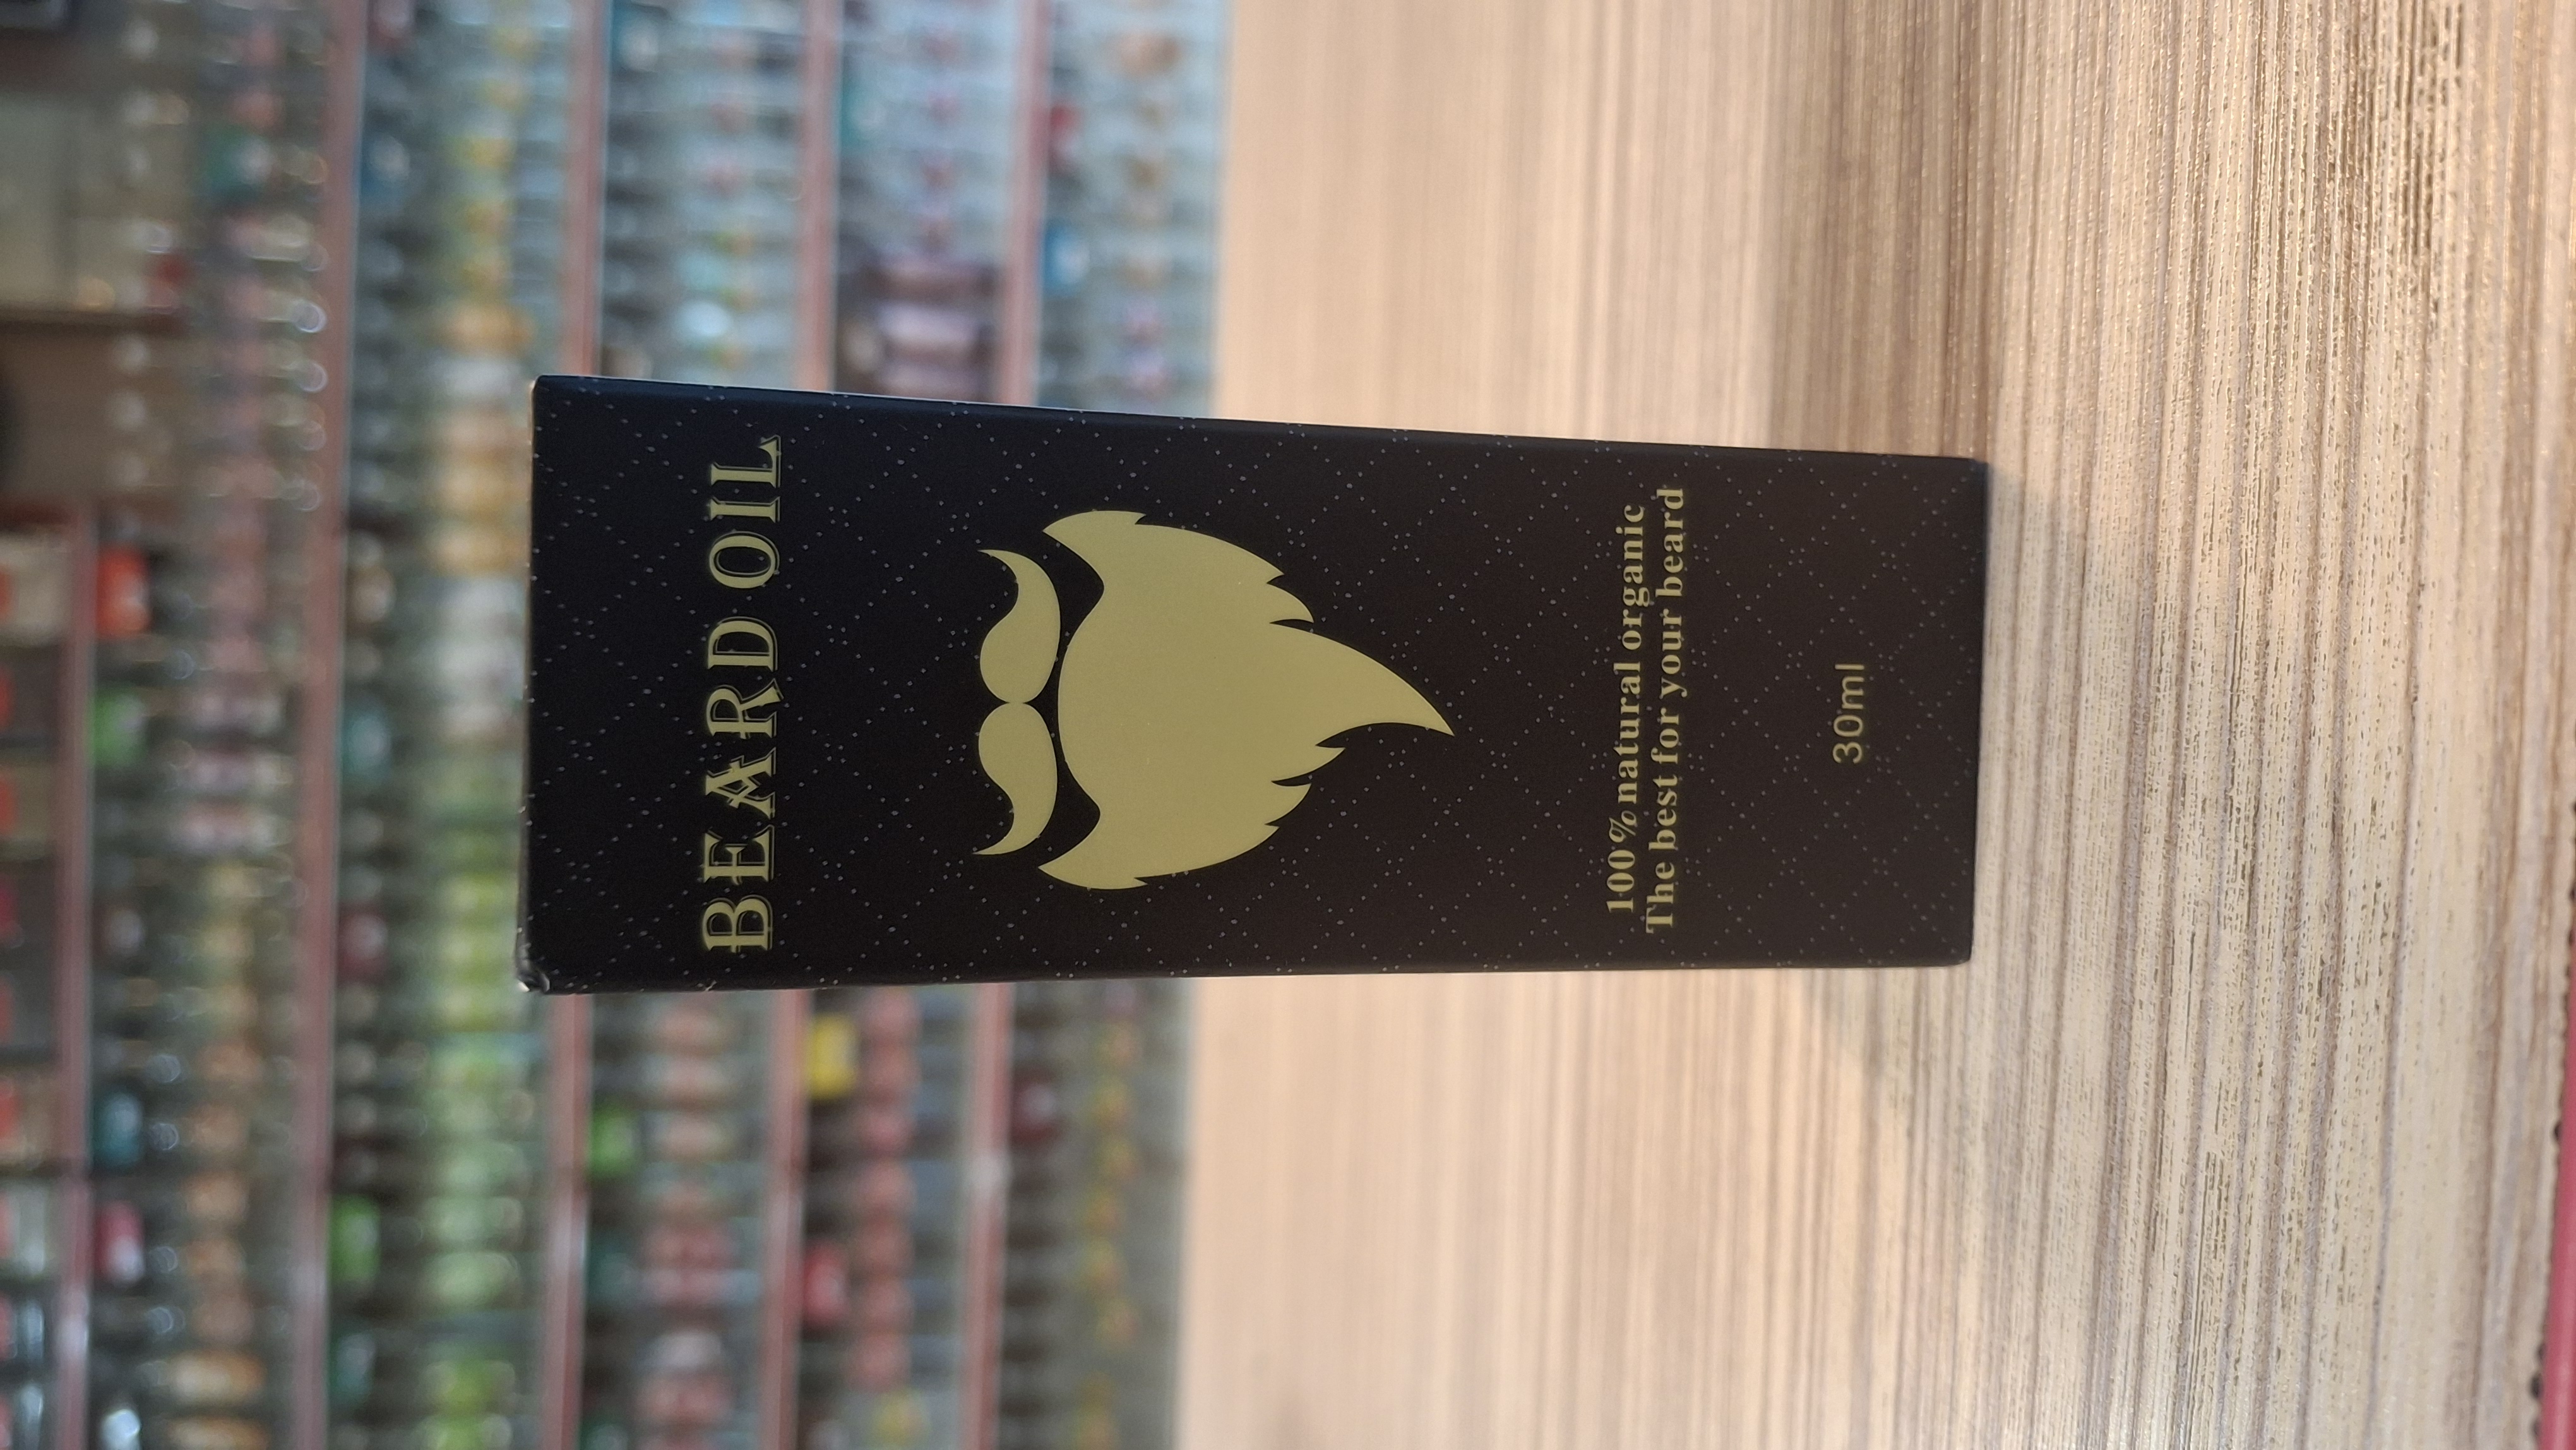 BEARD OIL
100% natural organic
The best for your beard
30ml